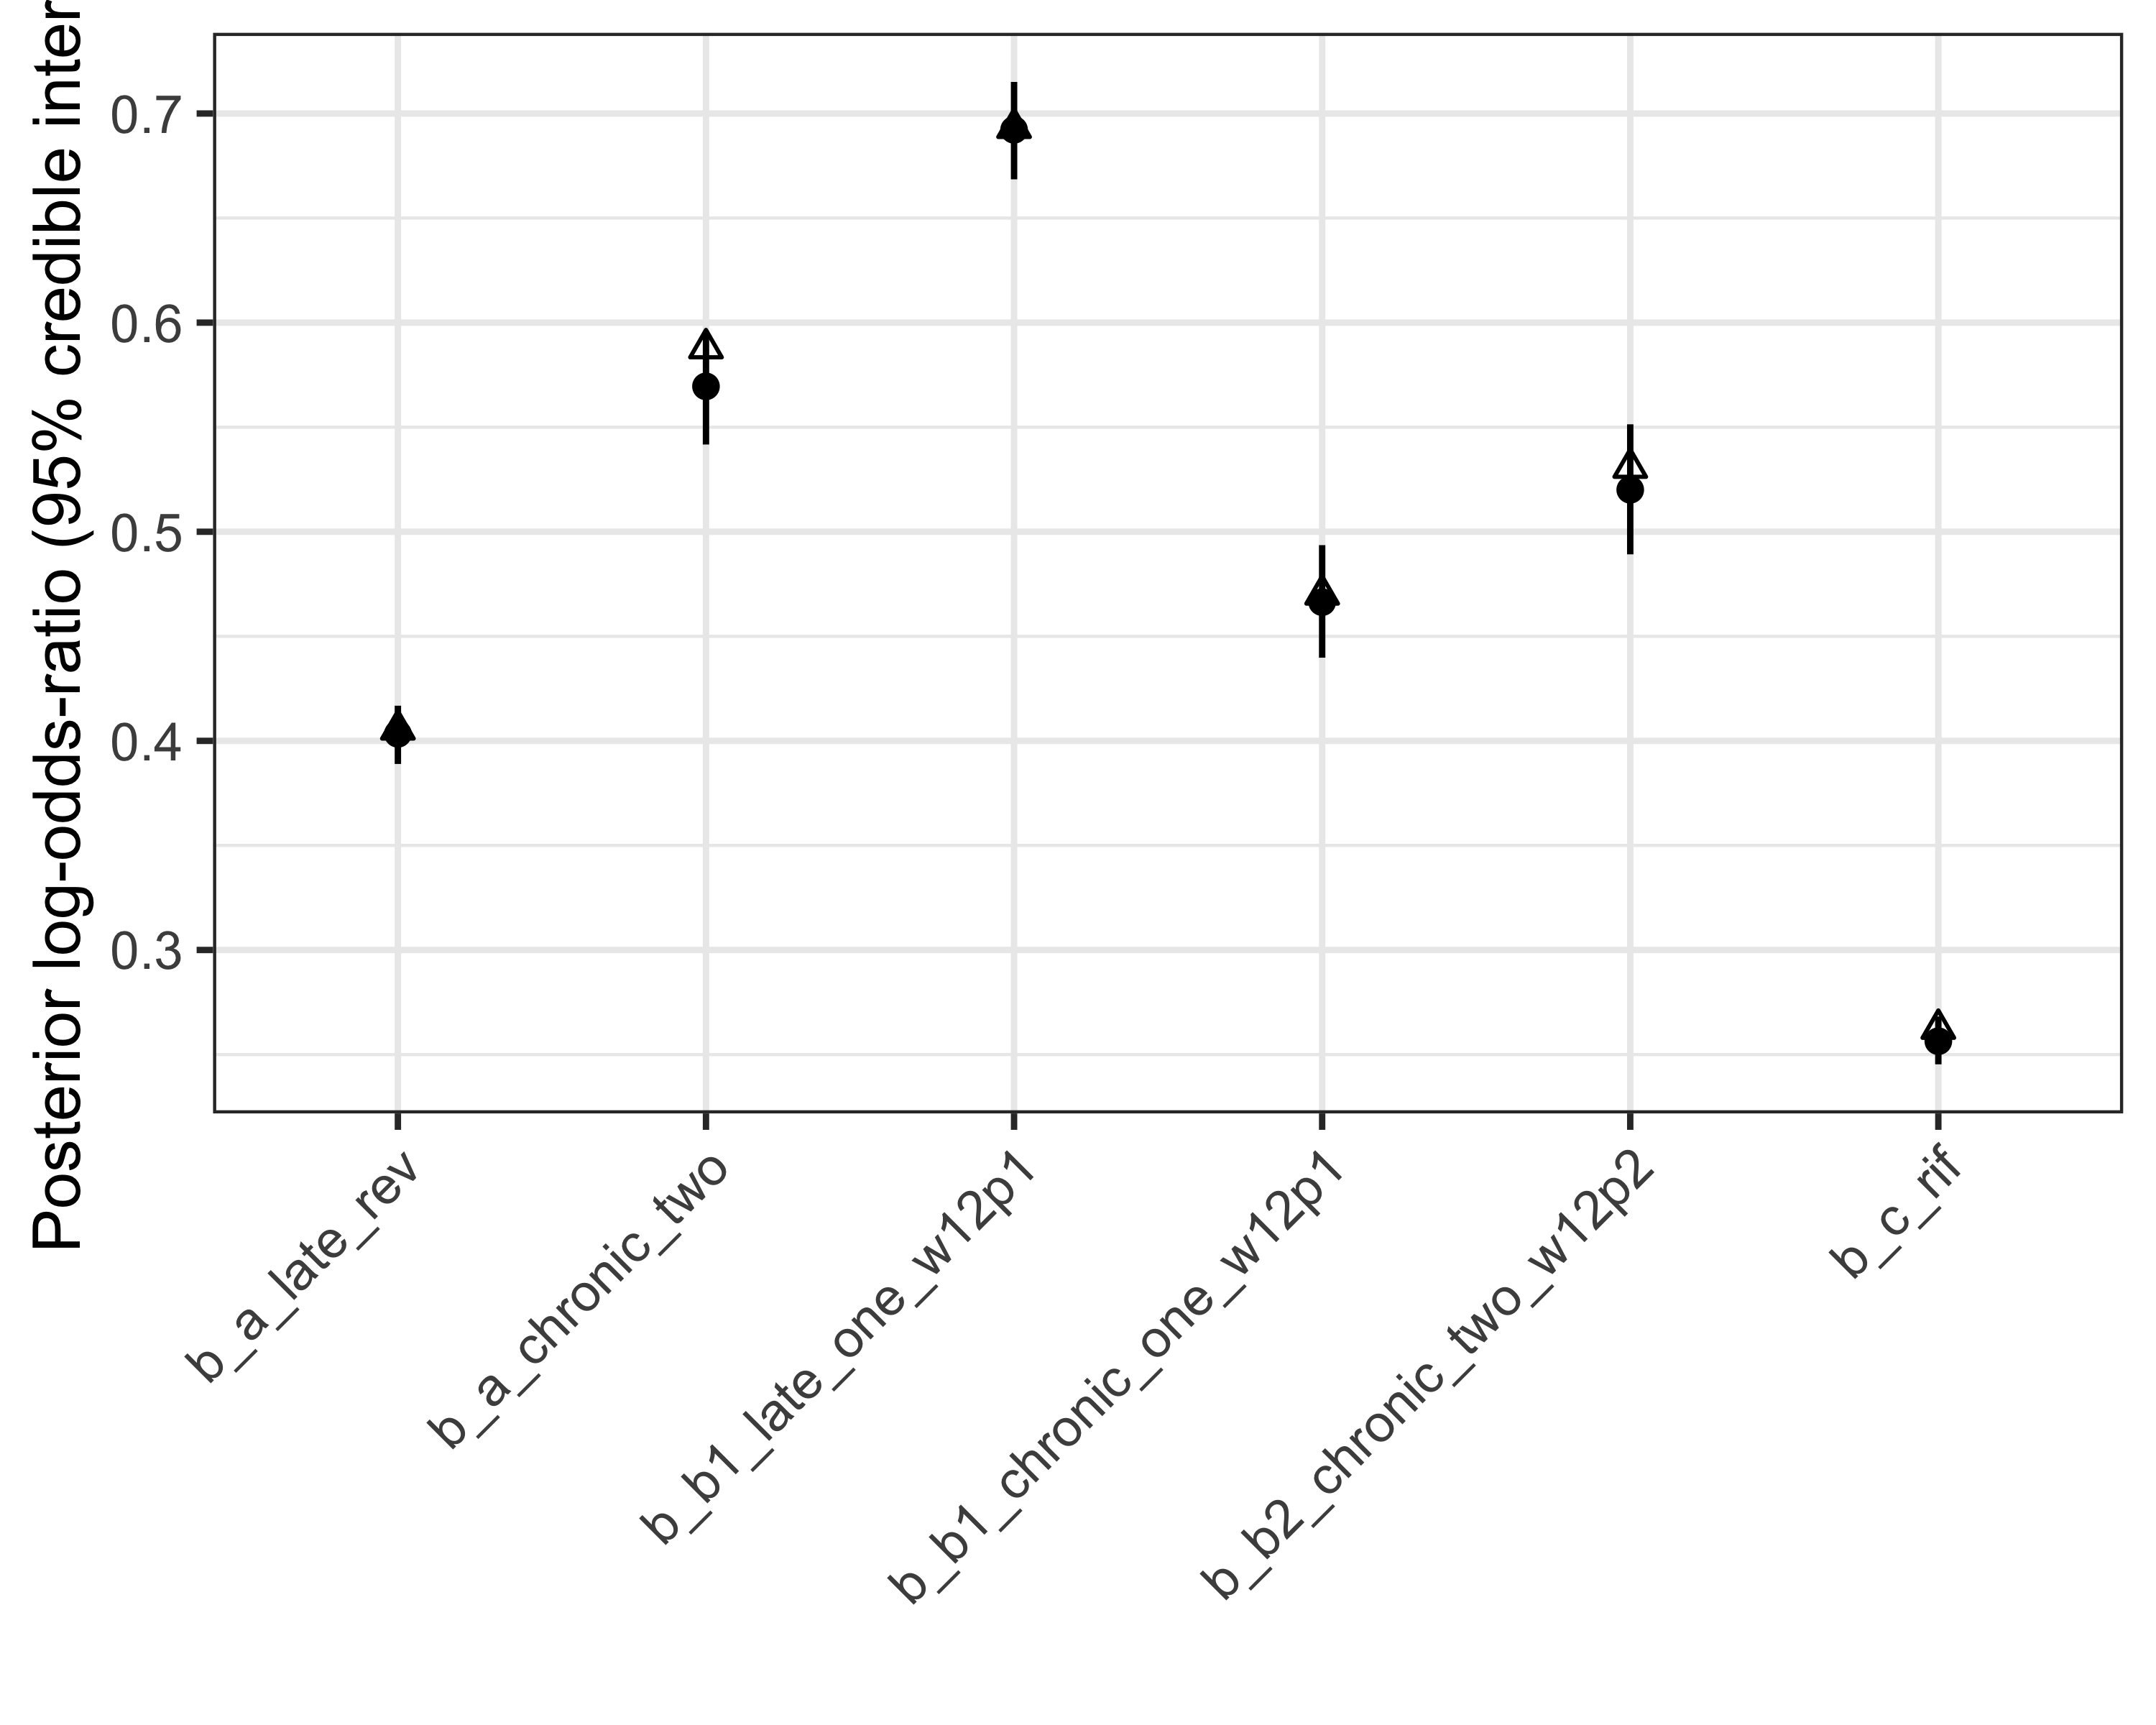 Posterior log-odds-ratio (95% credible inter
0.7
0.6
0.5
0.4
0.3
b_a_late_rev
b_a_chronic_two
b_b1_late_one_w12p1
b_b1_chronic_one_w12p1
b_b2_chronic_two_w12p2
b_c_rif